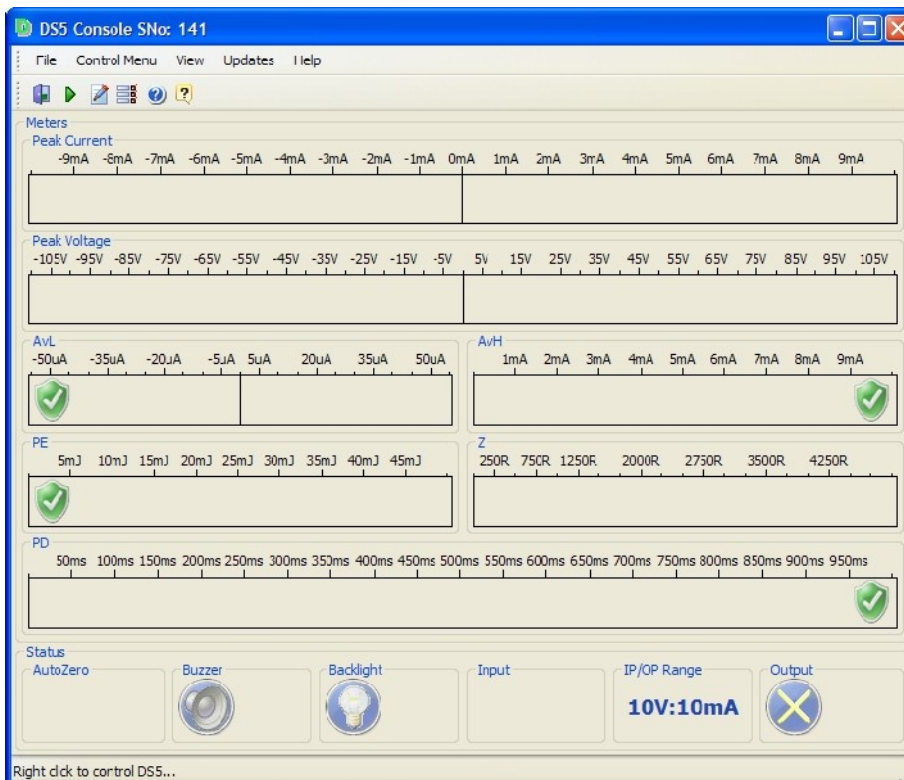 DS5 Console SNo: 141
File Control Menu View Updates Help
Meters
Peak Current
-9mA -8mA -7mA -6mA -5mA -4mA -3mA -2mA -1mA 0mA 1mA 2mA 3mA 4mA 5mA 6mA 7mA 8mA 9mA
Peak Voltage
-105V -95V -85V -75V -65V -55V -45V -35V -25V -15V -5V 5V 15V 25V 35V 45V 55V 65V 75V 85V 95V 105V
AvL
-50uA -35uA -20uA -5uA 5uA 20uA 35uA 50uA
AvH
1mA 2mA 3mA 4mA 5mA 6mA 7mA 8mA 9mA
PE
5mJ 10mJ 15mJ 20mJ 25mJ 30mJ 35mJ 40mJ 45mJ
Z
250R 750R 1250R 2000R 2750R 3500R 4250R
PD
50ms 100ms 150ms 200ms 250ms 300ms 350ms 400ms 450ms 500ms 550ms 600ms 650ms 700ms 750ms 800ms 850ms 900ms 950ms
Status
AutoZero
Buzzer
Backlight
Input
IP/OP Range
10V:10mA
Output
Right click to control DS5...